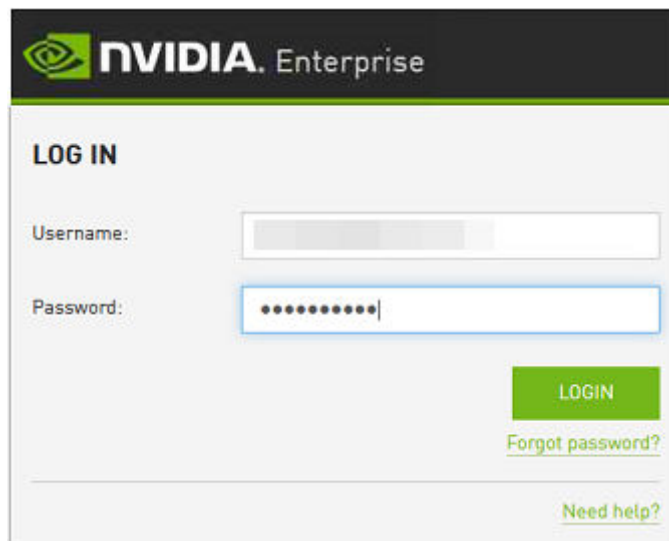 NVIDIA. Enterprise
LOG IN
Username:
Password: ••••••••••
LOGIN
Forgot password?
Need help?